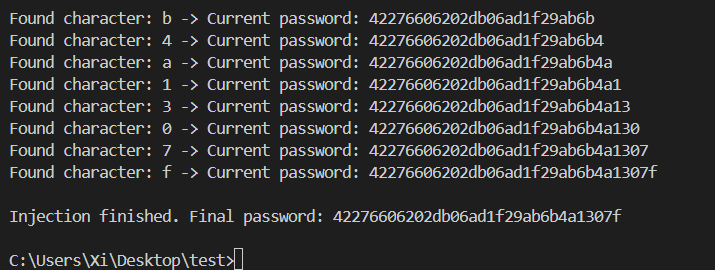 Found character: b -> Current password: 42276606202db06ad1f29ab6b
Found character: 4 -> Current password: 42276606202db06ad1f29ab6b4
Found character: a -> Current password: 42276606202db06ad1f29ab6b4a
Found character: 1 -> Current password: 42276606202db06ad1f29ab6b4a1
Found character: 3 -> Current password: 42276606202db06ad1f29ab6b4a13
Found character: 0 -> Current password: 42276606202db06ad1f29ab6b4a130
Found character: 7 -> Current password: 42276606202db06ad1f29ab6b4a1307
Found character: f -> Current password: 42276606202db06ad1f29ab6b4a1307f
Injection finished. Final password: 42276606202db06ad1f29ab6b4a1307f
C:\Users\Xi\Desktop\test>